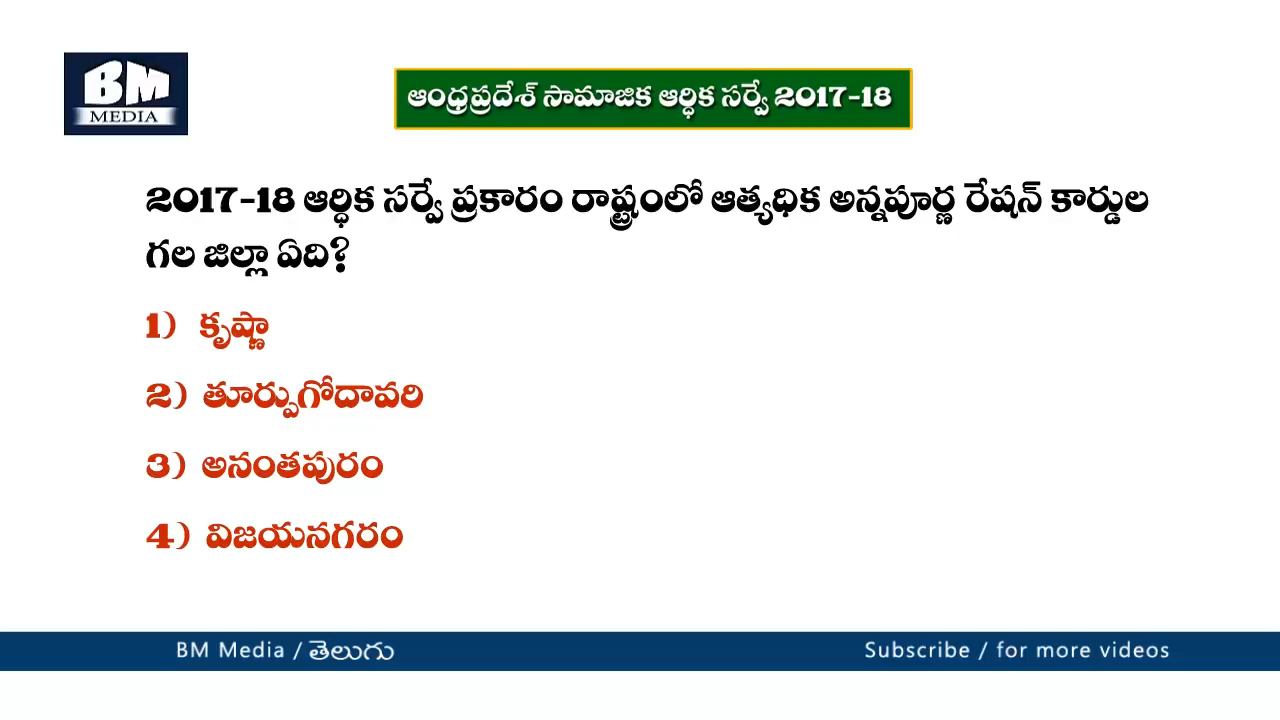 BM
MEDIA
ఆంధ్రప్రదేశ్ సామాజిక ఆర్ధిక సర్వే 2017-18
2017-18 ఆర్ధిక సర్వే ప్రకారం రాష్ట్రంలో ఆత్యధిక అన్నపూర్ణ రేషన్ కార్డుల
గల జిల్లా ఏది?
1) కృష్ణా
2) తూర్పుగోదావరి
3) అనంతపురం
4) విజయనగరం
BM Media / తెలుగు
Subscribe / for more videos